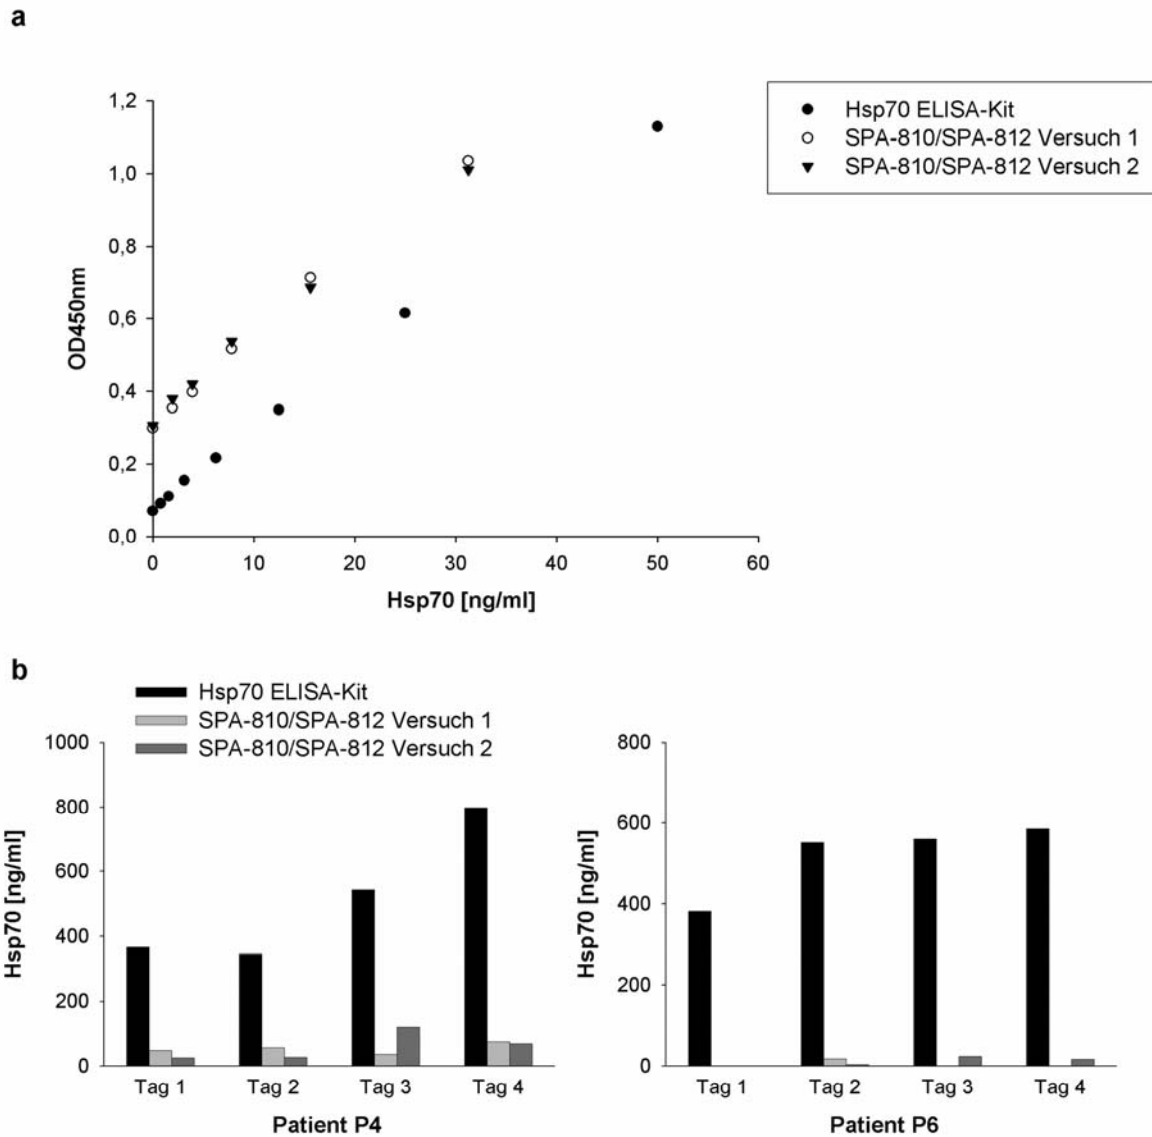 a
1,2
1,0
0,8
0,6
0,4
0,2
0,0
OD450nm
0 10 20 30 40 50 60
Hsp70 [ng/ml]
Hsp70 ELISA-Kit
SPA-810/SPA-812 Versuch 1
SPA-810/SPA-812 Versuch 2
b
Hsp70 ELISA-Kit
SPA-810/SPA-812 Versuch 1
SPA-810/SPA-812 Versuch 2
1000
800
600
400
200
0
Hsp70 [ng/ml]
Tag 1 Tag 2 Tag 3 Tag 4
Patient P4
800
600
400
200
0
Hsp70 [ng/ml]
Tag 1 Tag 2 Tag 3 Tag 4
Patient P6